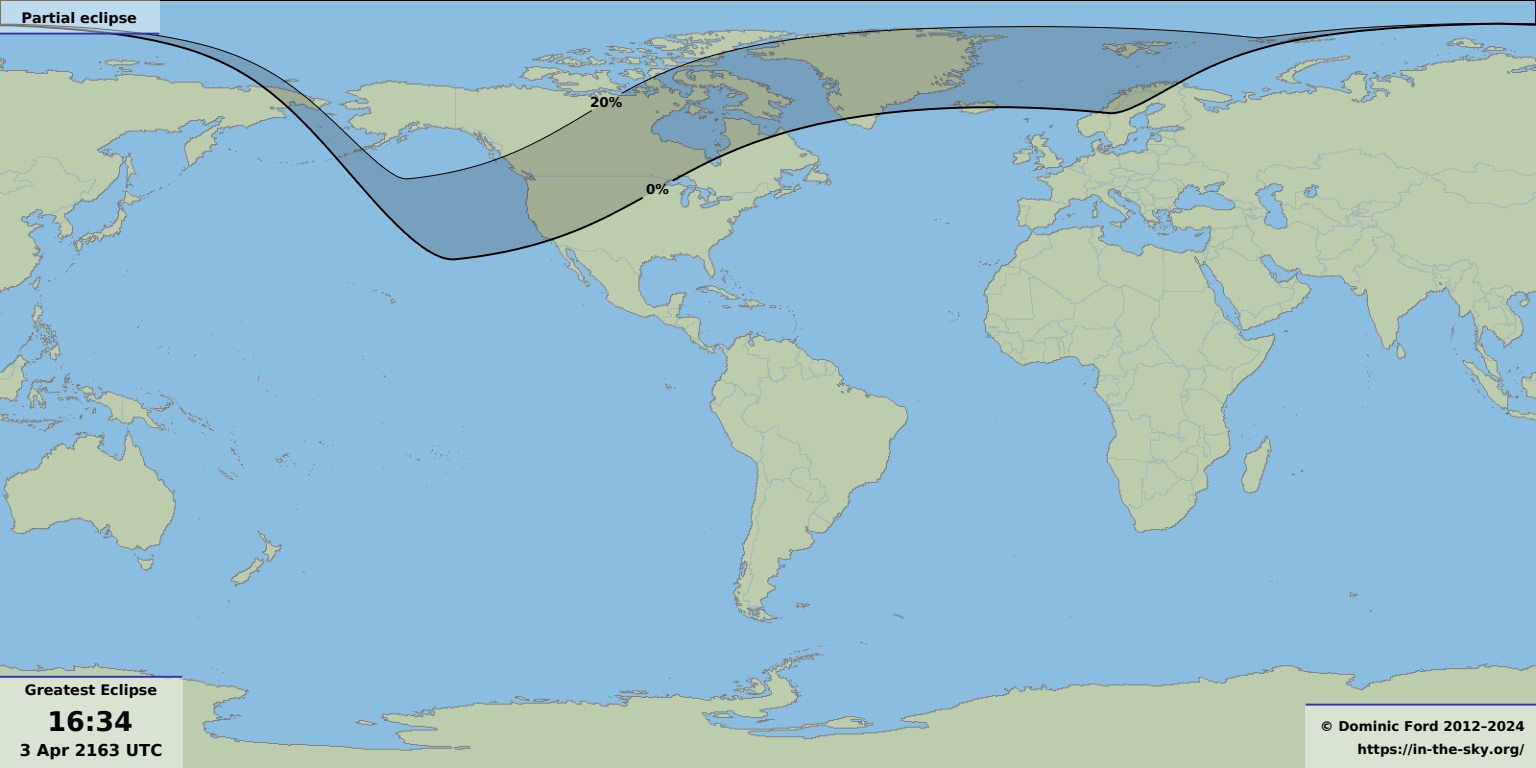 Partial eclipse
20%
0%
Greatest Eclipse
16:34
3 Apr 2163 UTC
© Dominic Ford 2012–2024
https://in-the-sky.org/